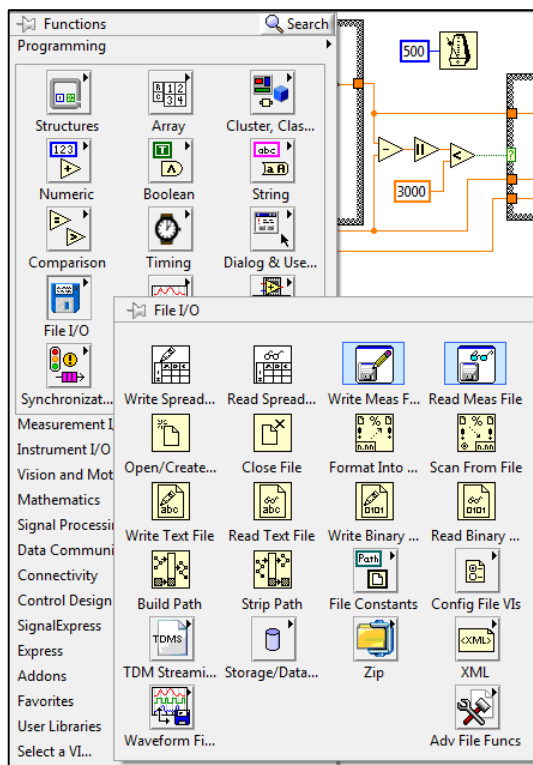 Functions
Search
Programming
500
Structures
Array
Cluster, Clas...
Numeric
Boolean
String
3000
Comparison
Timing
Dialog & Use...
File I/O
File I/O
Synchronizat...
Write Spread...
Read Spread...
Write Meas F...
Read Meas File
Measurement I
Instrument I/O
Open/Create...
Close File
Format Into ...
Scan From File
Vision and Mot
Mathematics
Signal Processi
Write Text File
Read Text File
Write Binary ...
Read Binary ...
Data Communi
Connectivity
Control Design
Build Path
Strip Path
File Constants
Config File VIs
SignalExpress
Express
TDM Streami...
Storage/Data...
Zip
XML
Addons
Favorites
User Libraries
Waveform Fi...
Adv File Funcs
Select a VI...